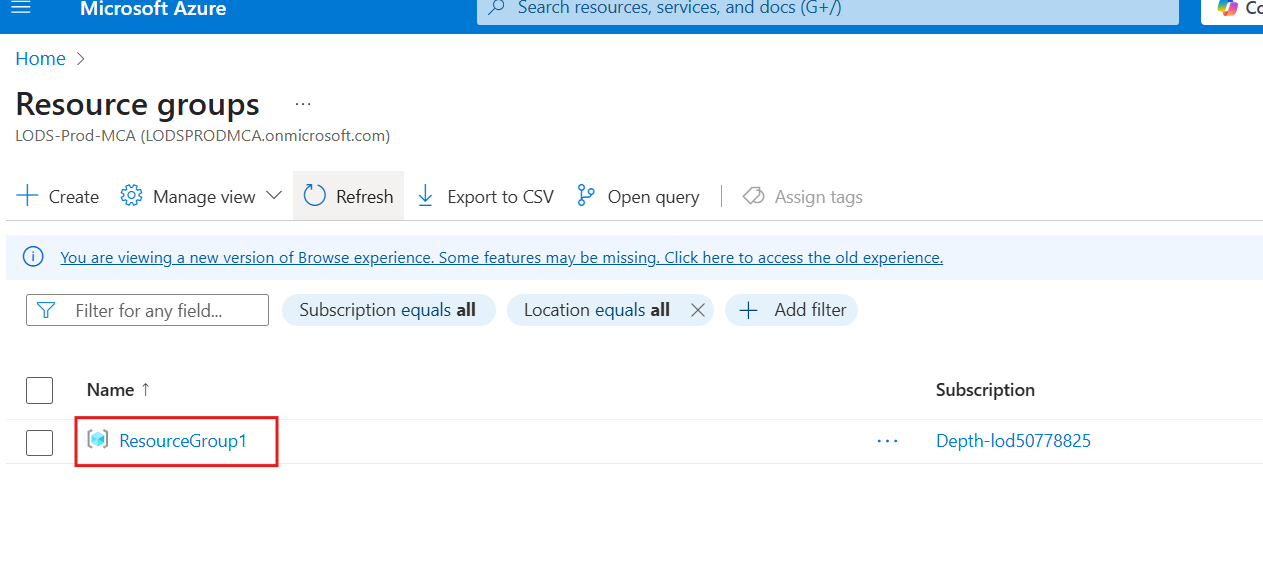 Microsoft Azure
Search resources, services, and docs (G+/)
Home
Resource groups ...
LODS-Prod-MCA (LODSPRODMCA.onmicrosoft.com)
Create Manage view Refresh Export to CSV Open query Assign tags
You are viewing a new version of Browse experience. Some features may be missing. Click here to access the old experience.
Filter for any field... Subscription equals all Location equals all Add filter
Name ↑ Subscription
ResourceGroup1 ... Depth-lod50778825